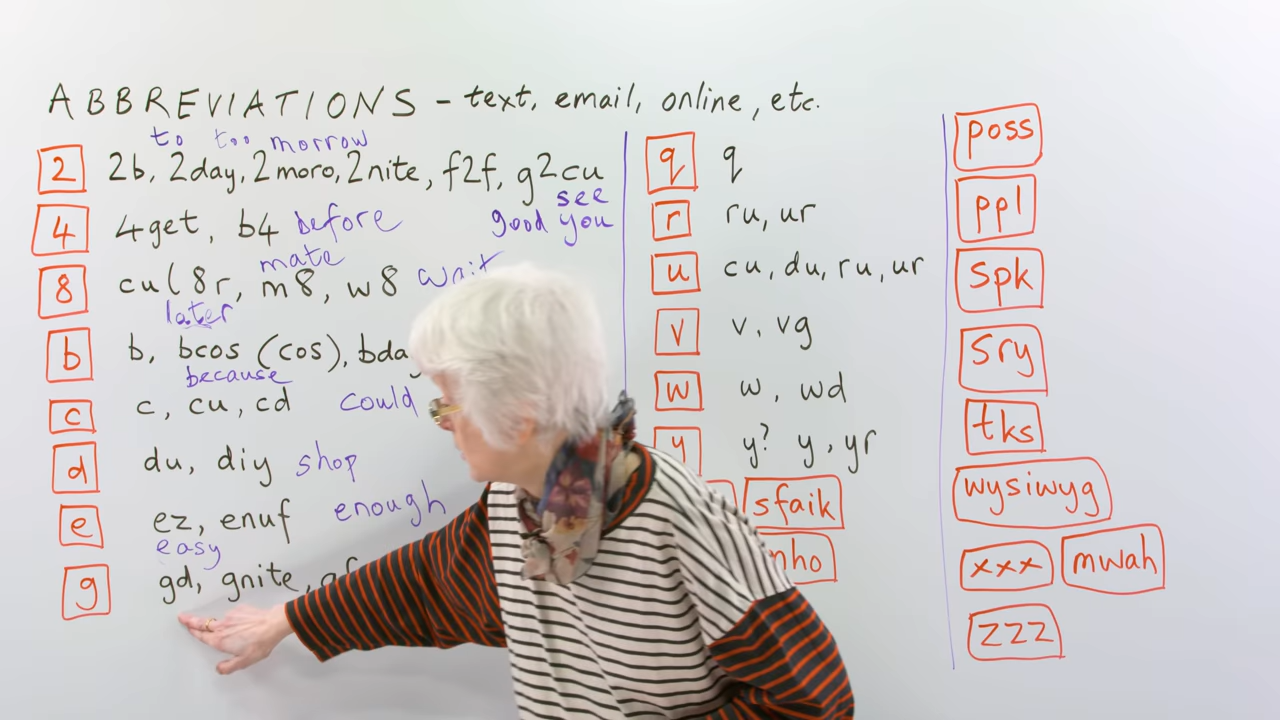 ABBREVIATIONS - text, email, online, etc.
to too morrow
2 2b, 2day, 2moro, 2nite, f2f, g2cu
see
good you
4 4get, b4 before
mate
8 cul8r, m8, w8 wait
later
b b, bcos (cos), bday
because
c c, cu, cd could
d du, diy shop
e ez, enuf enough
easy
g gd, gnite,
q q
r ru, ur
u cu, du, ru, ur
v v, vg
w w, wd
y y? y, yr
sfaik
poss
ppl
spk
sry
tks
wysiwyg
xxx mwah
zzz